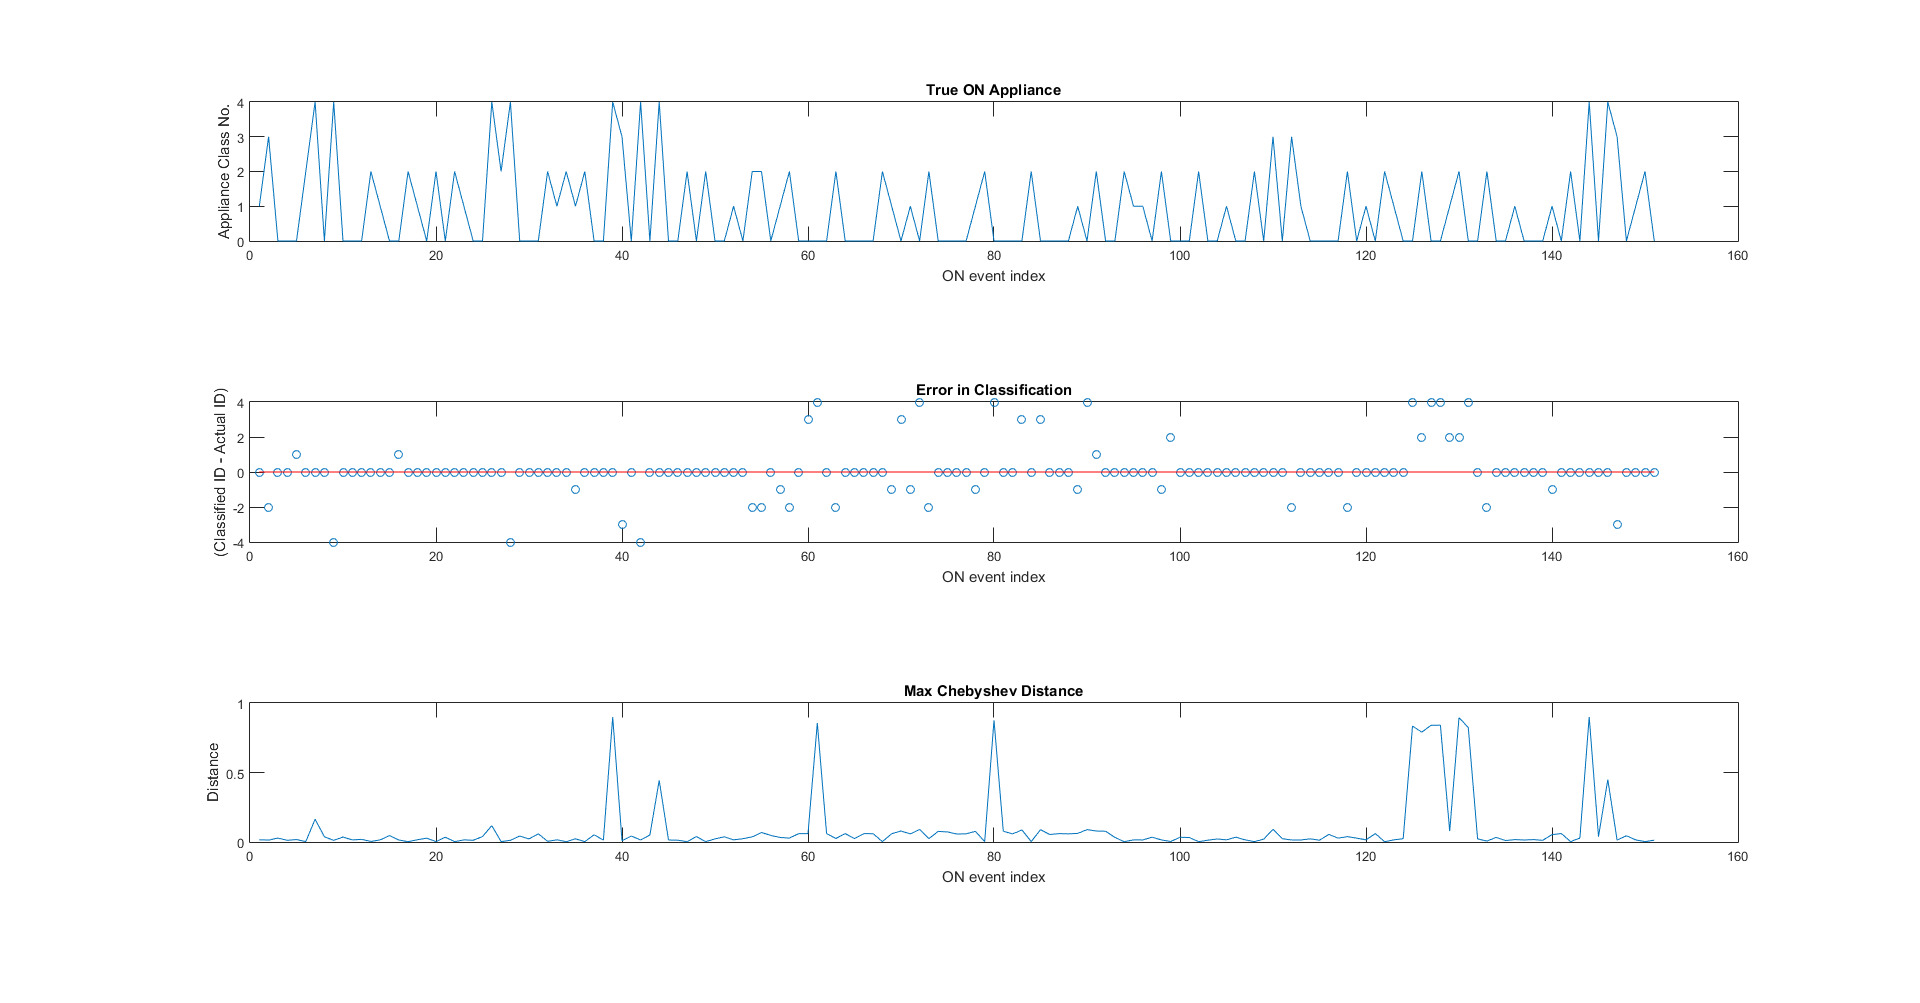 True ON Appliance
Appliance Class No.
4
3
2
1
0
0 20 40 60 80 100 120 140 160
ON event index
Error in Classification
(Classified ID - Actual ID)
4
2
0
-2
-4
0 20 40 60 80 100 120 140 160
ON event index
Max Chebyshev Distance
Distance
1
0.5
0
0 20 40 60 80 100 120 140 160
ON event index